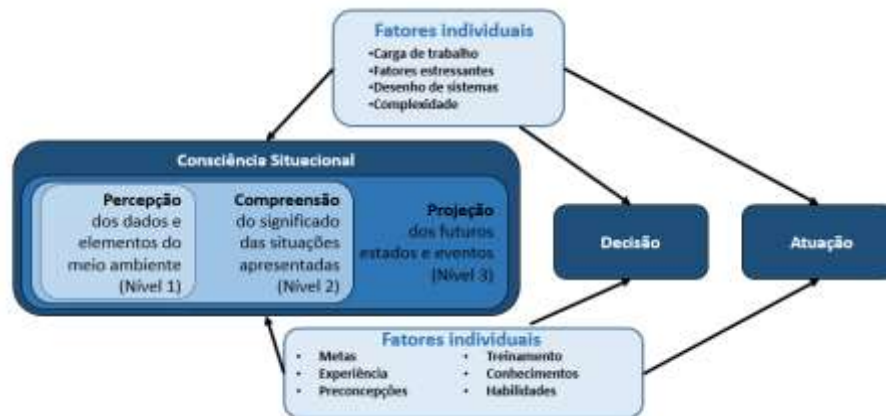 Fatores individuais
•Carga de trabalho
•Fatores estressantes
•Desenho de sistemas
•Complexidade
Consciência Situacional
Percepção
dos dados e
elementos do
meio ambiente
(Nível 1)
Compreensão
do significado
das situações
apresentadas
(Nível 2)
Projeção
dos futuros
estados e eventos
(Nível 3)
Decisão
Atuação
Fatores individuais
• Metas
• Experiência
• Preconcepções
• Treinamento
• Conhecimentos
• Habilidades